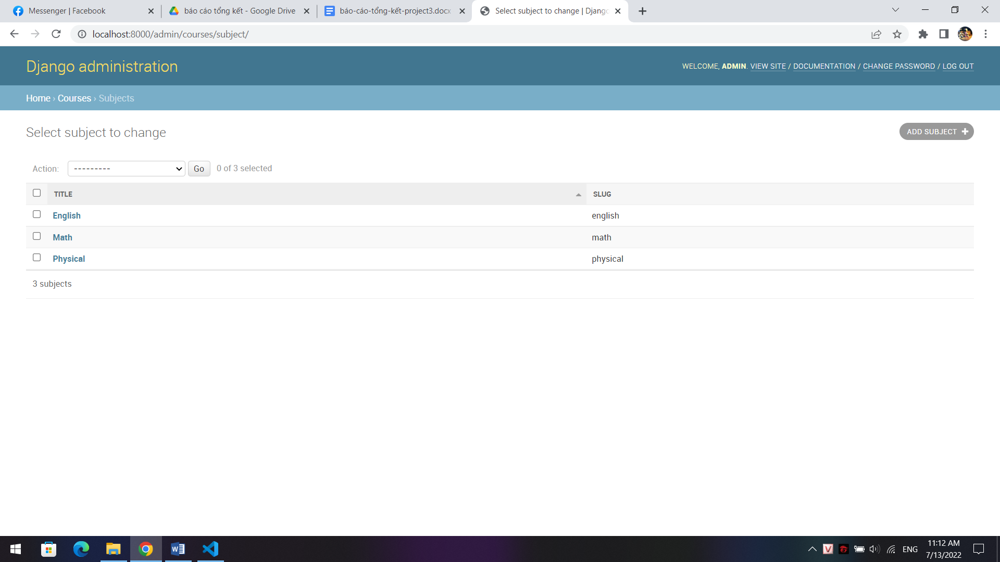 Messenger | Facebook
báo cáo tổng kết - Google Drive
báo-cáo-tổng-kết-project3.docx
Select subject to change | Django
localhost:8000/admin/courses/subject/
Django administration
WELCOME, ADMIN. VIEW SITE / DOCUMENTATION / CHANGE PASSWORD / LOG OUT
Home › Courses › Subjects
Select subject to change
ADD SUBJECT
Action: --------- Go 0 of 3 selected
TITLE SLUG
English english
Math math
Physical physical
3 subjects
ENG
11:12 AM
7/13/2022